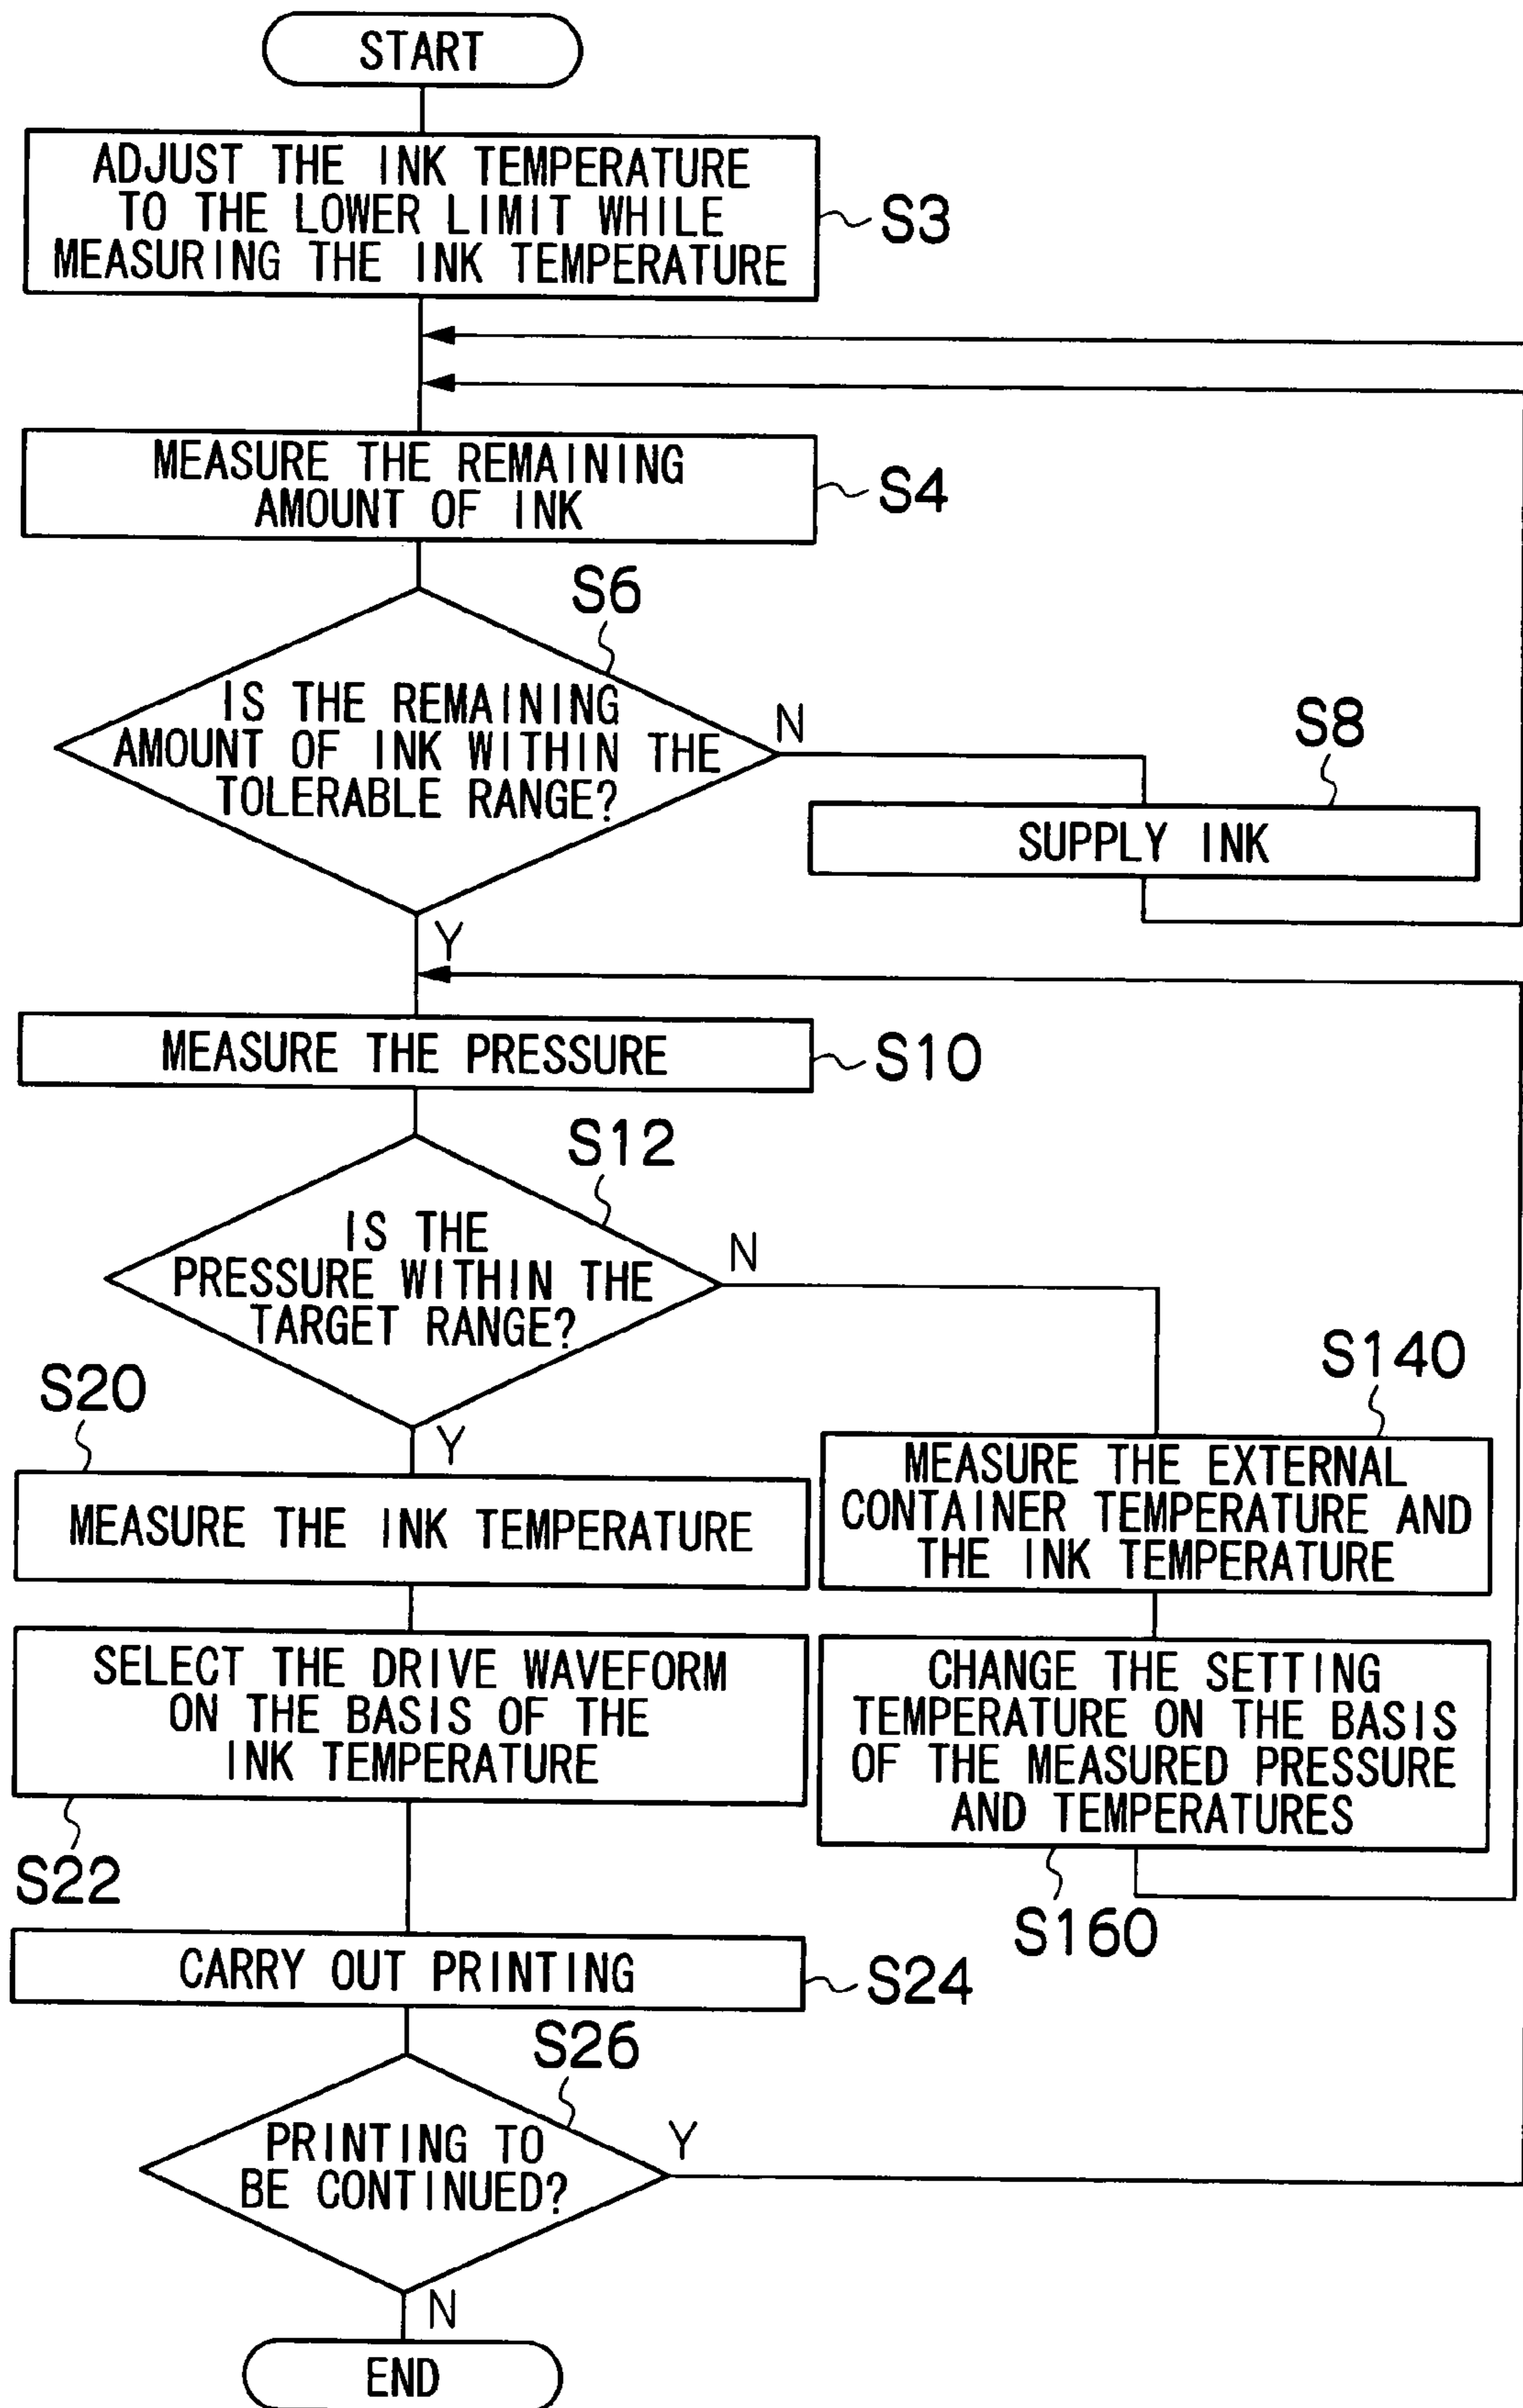 START
ADJUST THE INK TEMPERATURE
TO THE LOWER LIMIT WHILE
MEASURING THE INK TEMPERATURE
S3
MEASURE THE REMAINING
AMOUNT OF INK
S4
S6
IS THE REMAINING
AMOUNT OF INK WITHIN THE
TOLERABLE RANGE?
N
S8
SUPPLY INK
Y
MEASURE THE PRESSURE
S10
S12
IS THE
PRESSURE WITHIN THE
TARGET RANGE?
N
S140
MEASURE THE EXTERNAL
CONTAINER TEMPERATURE AND
THE INK TEMPERATURE
CHANGE THE SETTING
TEMPERATURE ON THE BASIS
OF THE MEASURED PRESSURE
AND TEMPERATURES
S160
Y
S20
MEASURE THE INK TEMPERATURE
SELECT THE DRIVE WAVEFORM
ON THE BASIS OF THE
INK TEMPERATURE
S22
CARRY OUT PRINTING
S24
S26
PRINTING TO
BE CONTINUED?
Y
N
END